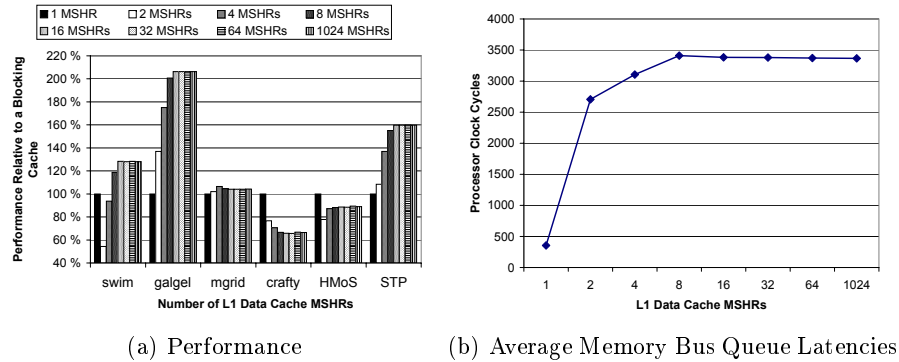 1 MSHR 2 MSHRs 4 MSHRs 8 MSHRs
16 MSHRs 32 MSHRs 64 MSHRs 1024 MSHRs
Performance Relative to a Blocking
Cache
220 %
200 %
180 %
160 %
140 %
120 %
100 %
80 %
60 %
40 %
swim galgel mgrid crafty HMoS STP
Number of L1 Data Cache MSHRs
(a) Performance
Processor Clock Cycles
4000
3500
3000
2500
2000
1500
1000
500
0
1 2 4 8 16 32 64 1024
L1 Data Cache MSHRs
(b) Average Memory Bus Queue Latencies